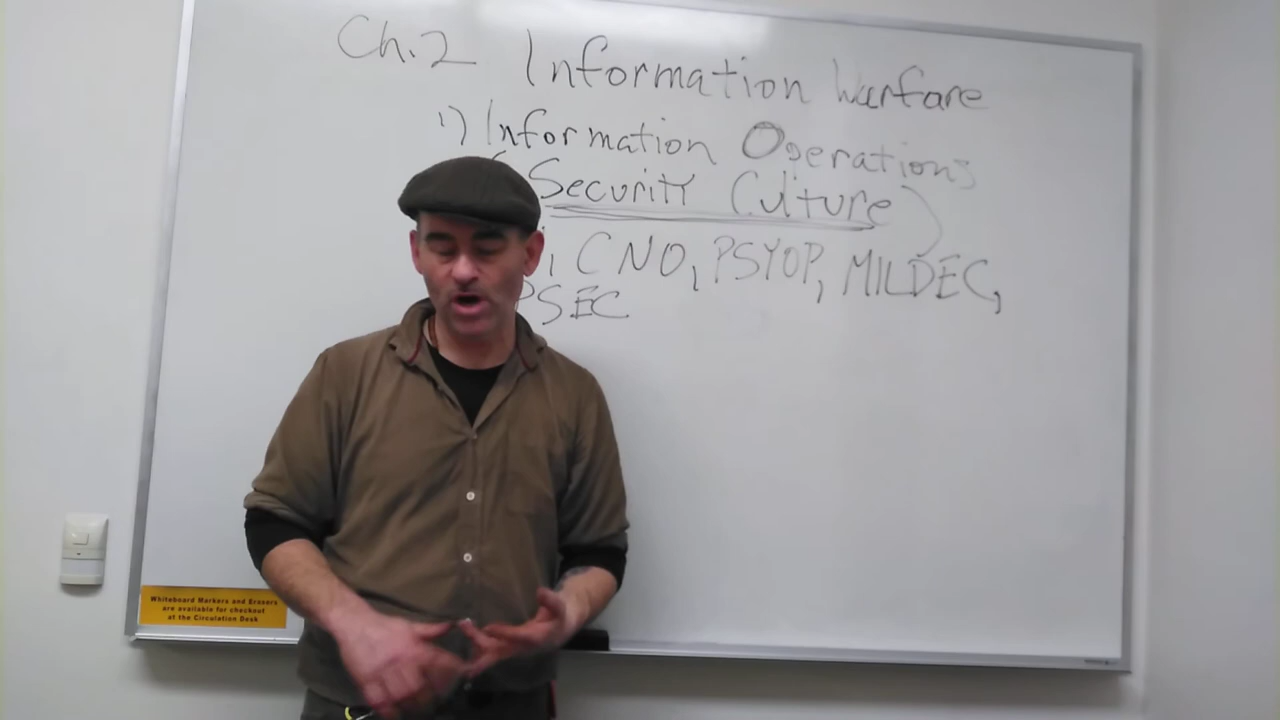 Ch.2 Information Warfare
1) Information Operations
(Security Culture)
, CNO, PSYOP, MILDEC,
PSEC
Whiteboard Markers and Erasers
are available for checkout
at the Circulation Desk